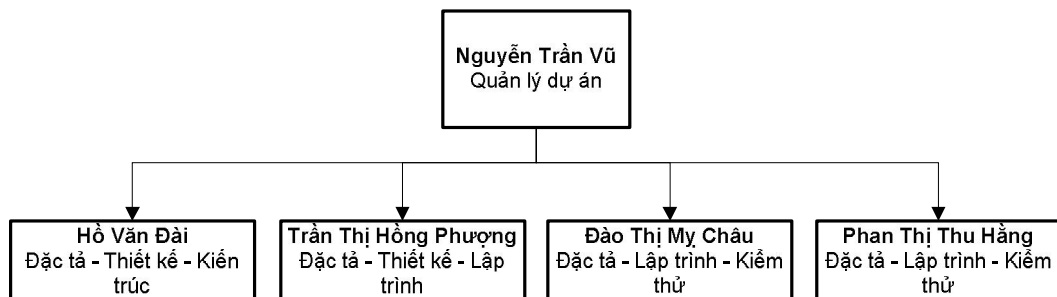 Nguyễn Trần Vũ
Quản lý dự án
Hồ Văn Đài
Đặc tả - Thiết kế - Kiến
trúc
Trần Thị Hồng Phượng
Đặc tả - Thiết kế - Lập
trình
Đào Thị Mỵ Châu
Đặc tả - Lập trình - Kiểm
thử
Phan Thị Thu Hằng
Đặc tả - Lập trình - Kiểm
thử